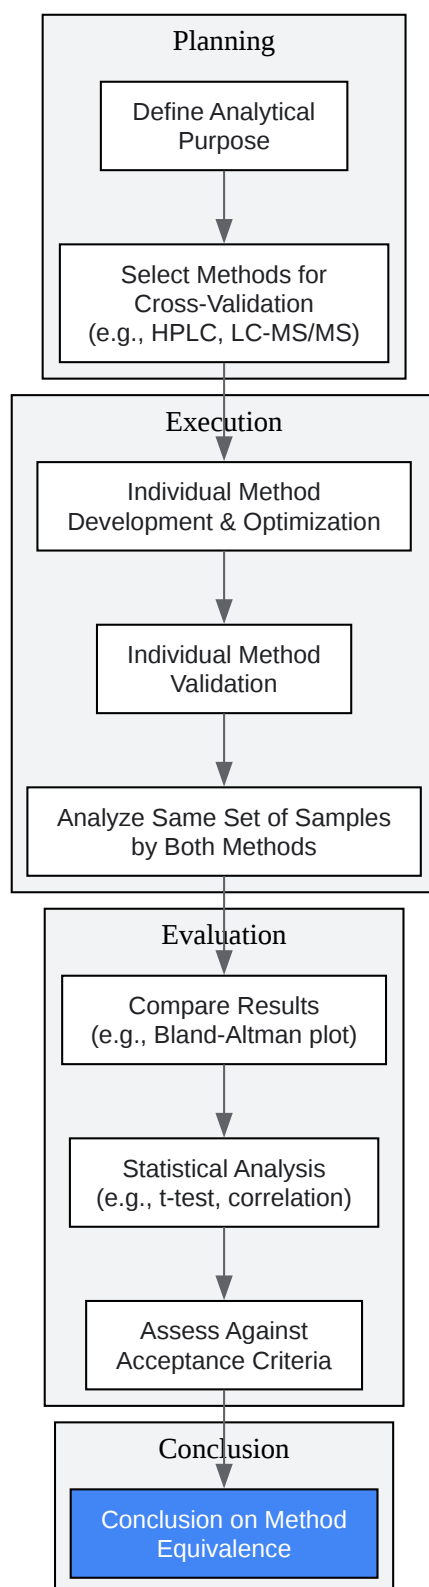 Planning
Define Analytical
Purpose
Select Methods for
Cross-Validation
(e.g., HPLC, LC-MS/MS)
Execution
Individual Method
Development & Optimization
Individual Method
Validation
Analyze Same Set of Samples
by Both Methods
Evaluation
Compare Results
(e.g., Bland-Altman plot)
Statistical Analysis
(e.g., t-test, correlation)
Assess Against
Acceptance Criteria
Conclusion
Conclusion on Method
Equivalence